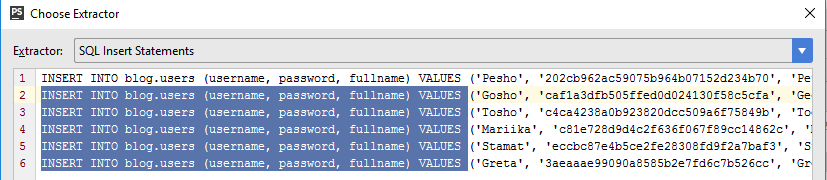 PS Choose Extractor
Extractor: SQL Insert Statements
1 INSERT INTO blog.users (username, password, fullname) VALUES ('Pesho', '202cb962ac59075b964b07152d234b70', 'Pe
2 INSERT INTO blog.users (username, password, fullname) VALUES ('Gosho', 'caf1a3dfb505ffed0d024130f58c5cfa', 'Geo
3 INSERT INTO blog.users (username, password, fullname) VALUES ('Tosho', 'c4ca4238a0b923820dcc509a6f75849b', 'To
4 INSERT INTO blog.users (username, password, fullname) VALUES ('Mariika', 'c81e728d9d4c2f636f067f89cc14862c',
5 INSERT INTO blog.users (username, password, fullname) VALUES ('Stamat', 'eccbc87e4b5ce2fe28308fd9f2a7baf3', 'S
6 INSERT INTO blog.users (username, password, fullname) VALUES ('Greta', '3aeaaae99090a8585b2e7fd6c7b526cc', 'Gr